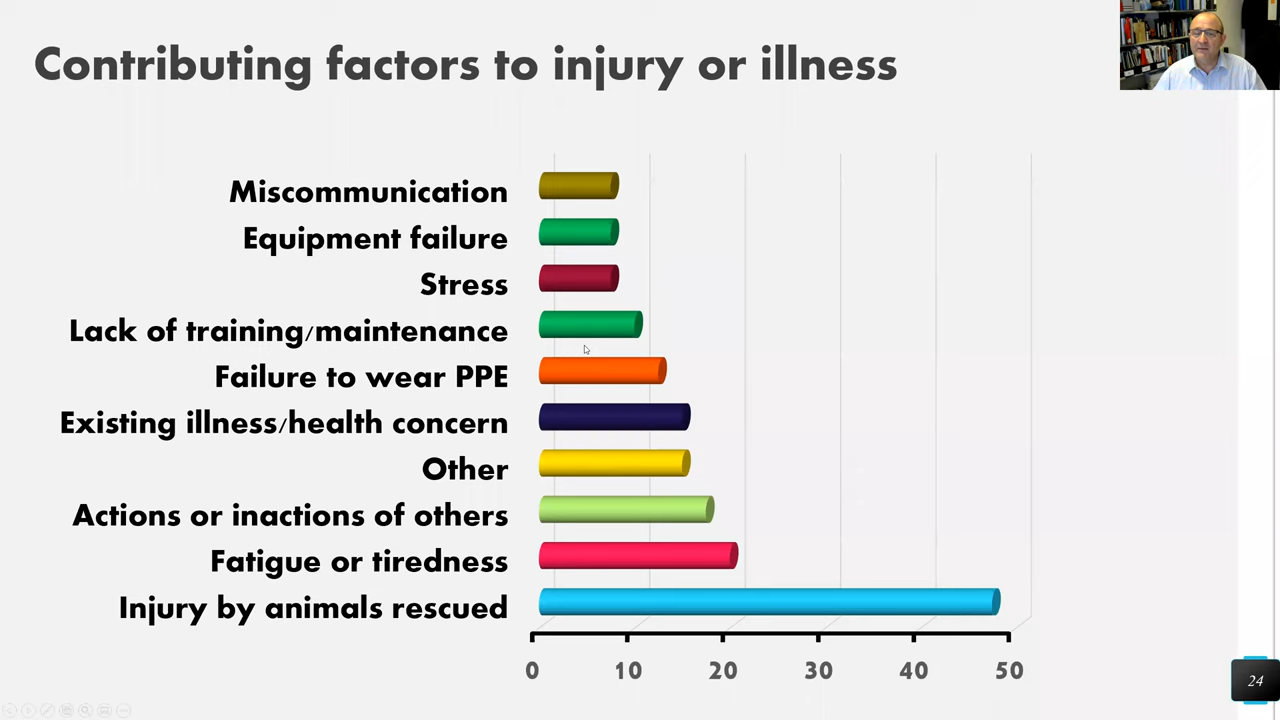 Contributing factors to injury or illness
Miscommunication
Equipment failure
Stress
Lack of training/maintenance
Failure to wear PPE
Existing illness/health concern
Other
Actions or inactions of others
Fatigue or tiredness
Injury by animals rescued
0 10 20 30 40 50
24